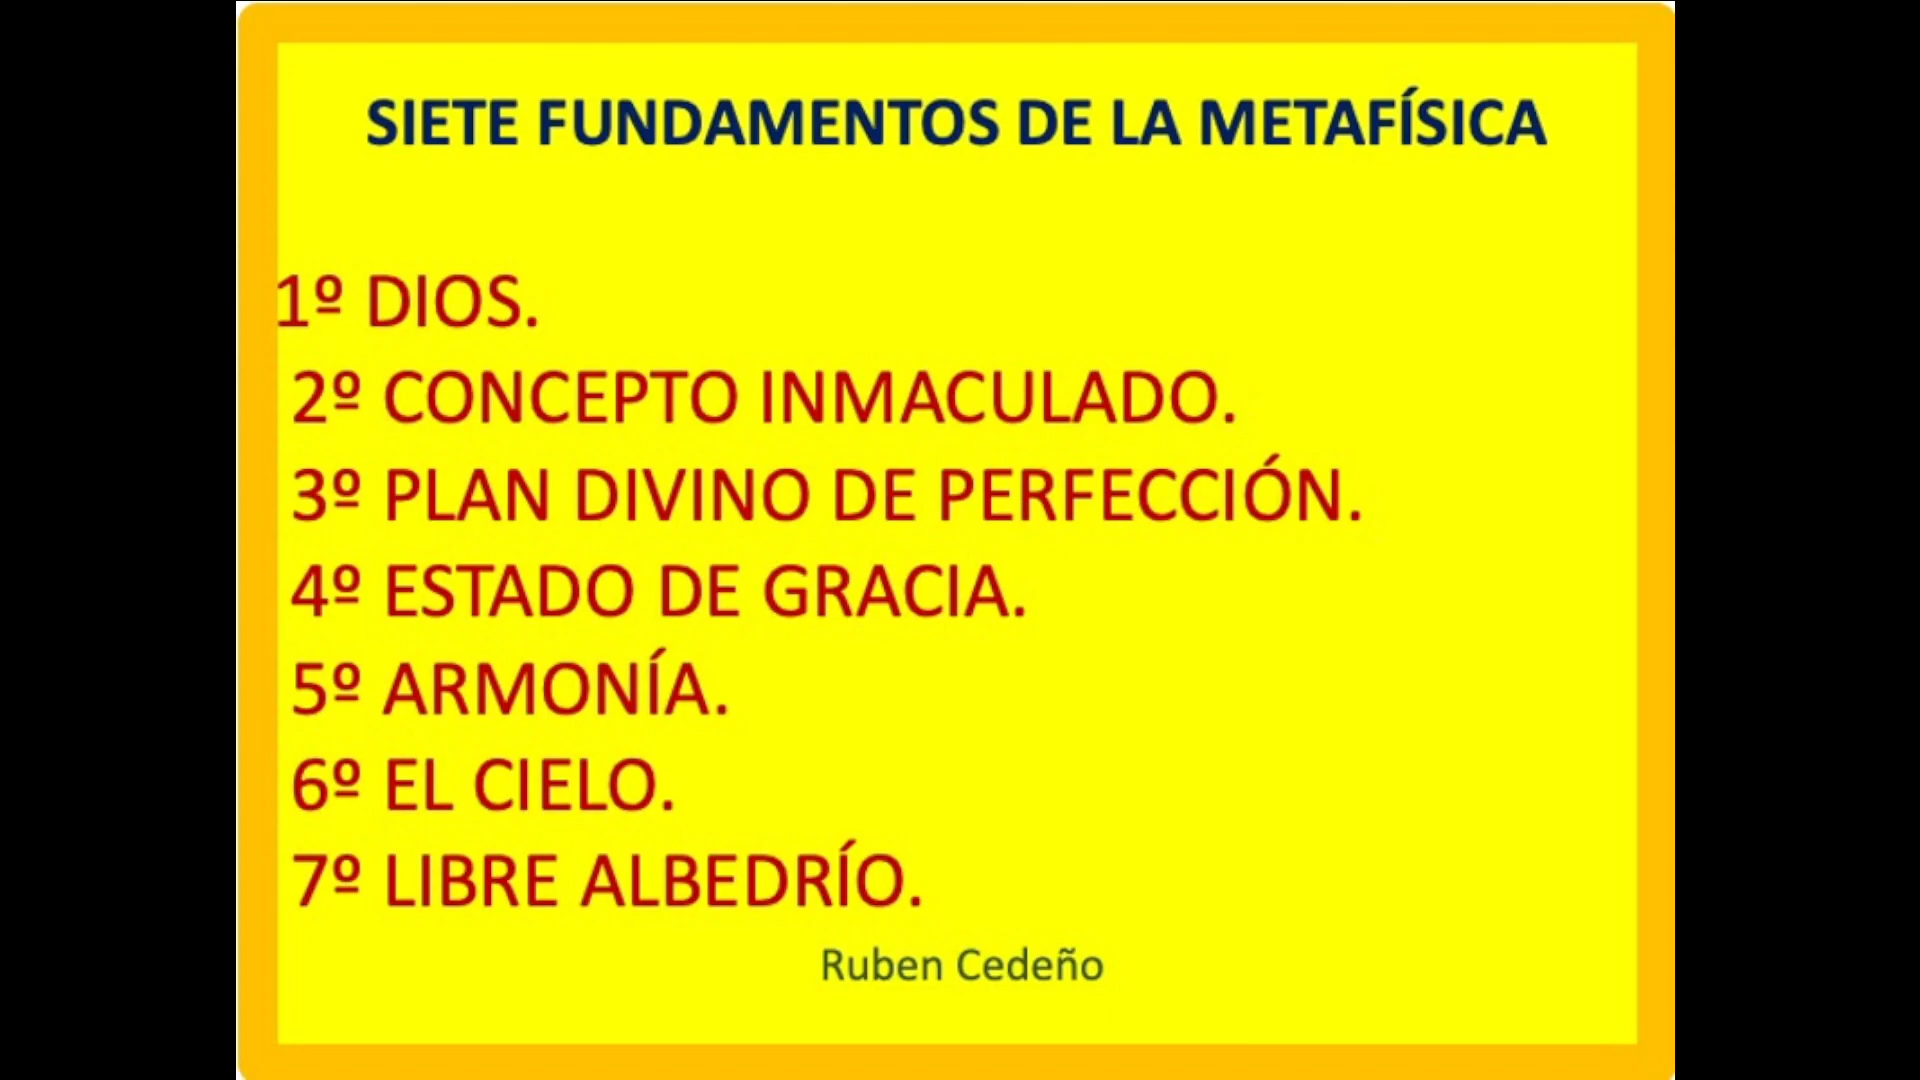 SIETE FUNDAMENTOS DE LA METAFÍSICA
1º DIOS.
2º CONCEPTO INMACULADO.
3º PLAN DIVINO DE PERFECCIÓN.
4º ESTADO DE GRACIA.
5º ARMONÍA.
6º EL CIELO.
7º LIBRE ALBEDRÍO.
Ruben Cedeño